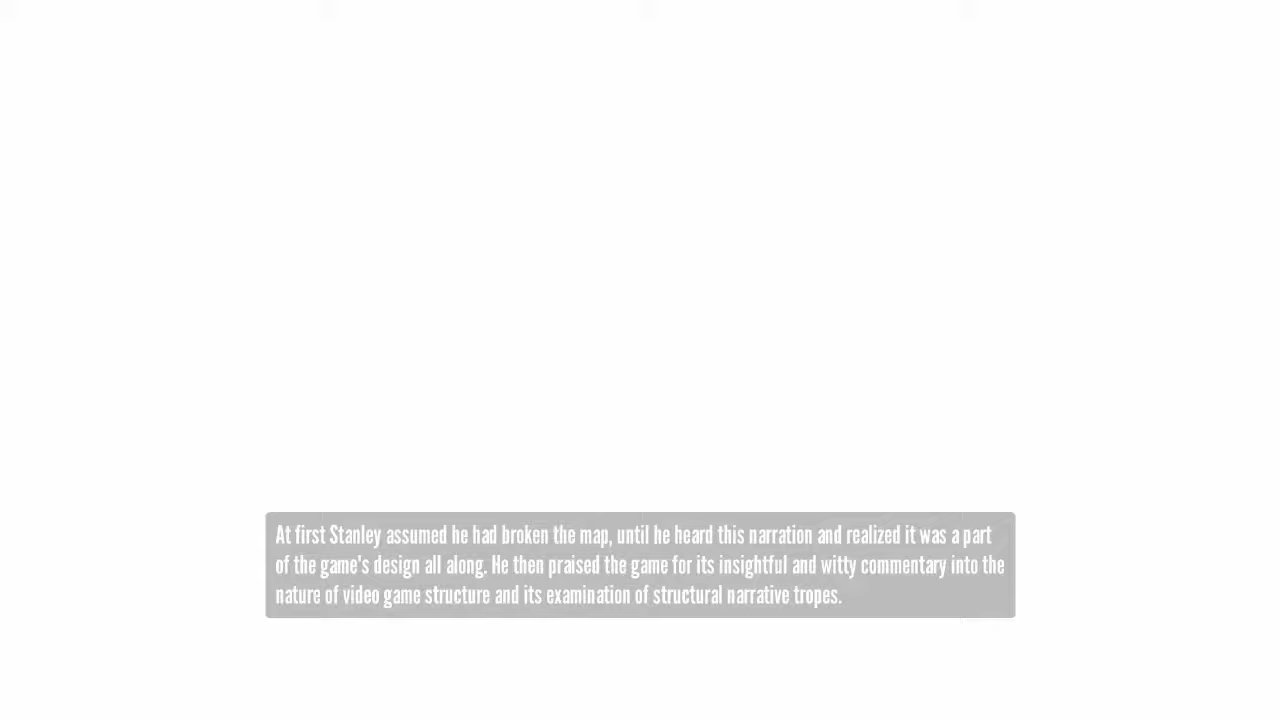 At first Stanley assumed he had broken the map, until he heard this narration and realized it was a part
of the game's design all along. He then praised the game for its insightful and witty commentary into the
nature of video game structure and its examination of structural narrative tropes.